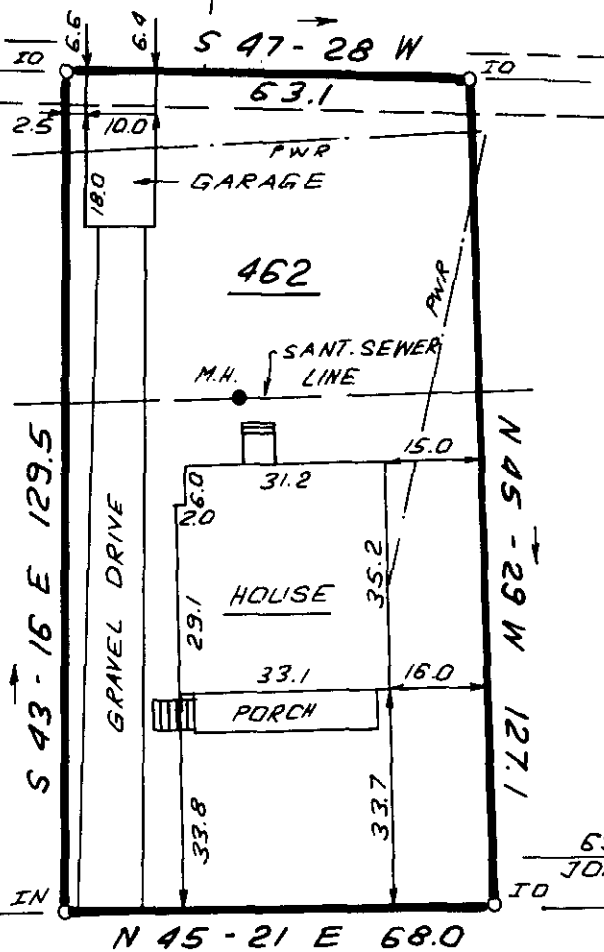 6.6
6.4
S 47-28 W
IO
IO
63.1
2.5
10.0
PWR
18.0
GARAGE
462
PWR
SANT. SEWER
LINE
M.H.
15.0
6.0
31.2
2.0
S 43-16 E 129.5
GRAVEL DRIVE
N 45-29 W 127.1
29.1
HOUSE
35.2
33.1
16.0
PORCH
33.8
33.7
IN
IO
N 45-21 E 68.0